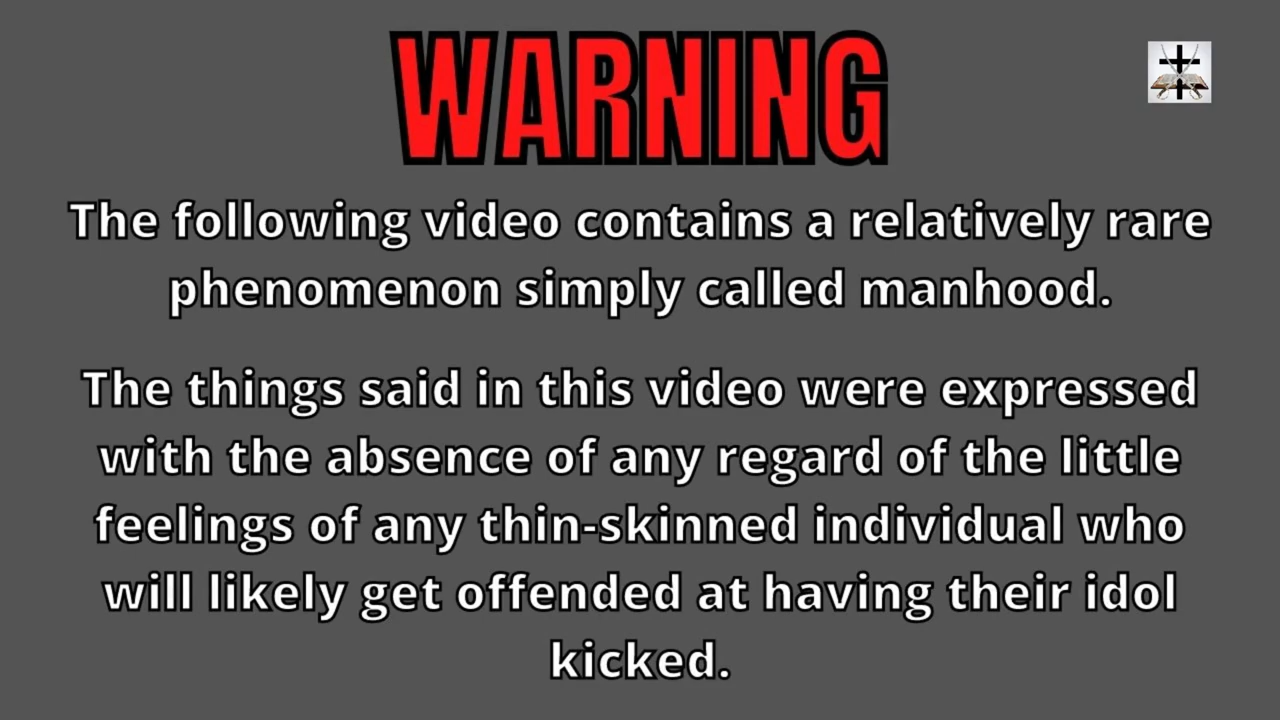 WARNING
The following video contains a relatively rare
phenomenon simply called manhood.
The things said in this video were expressed
with the absence of any regard of the little
feelings of any thin-skinned individual who
will likely get offended at having their idol
kicked.